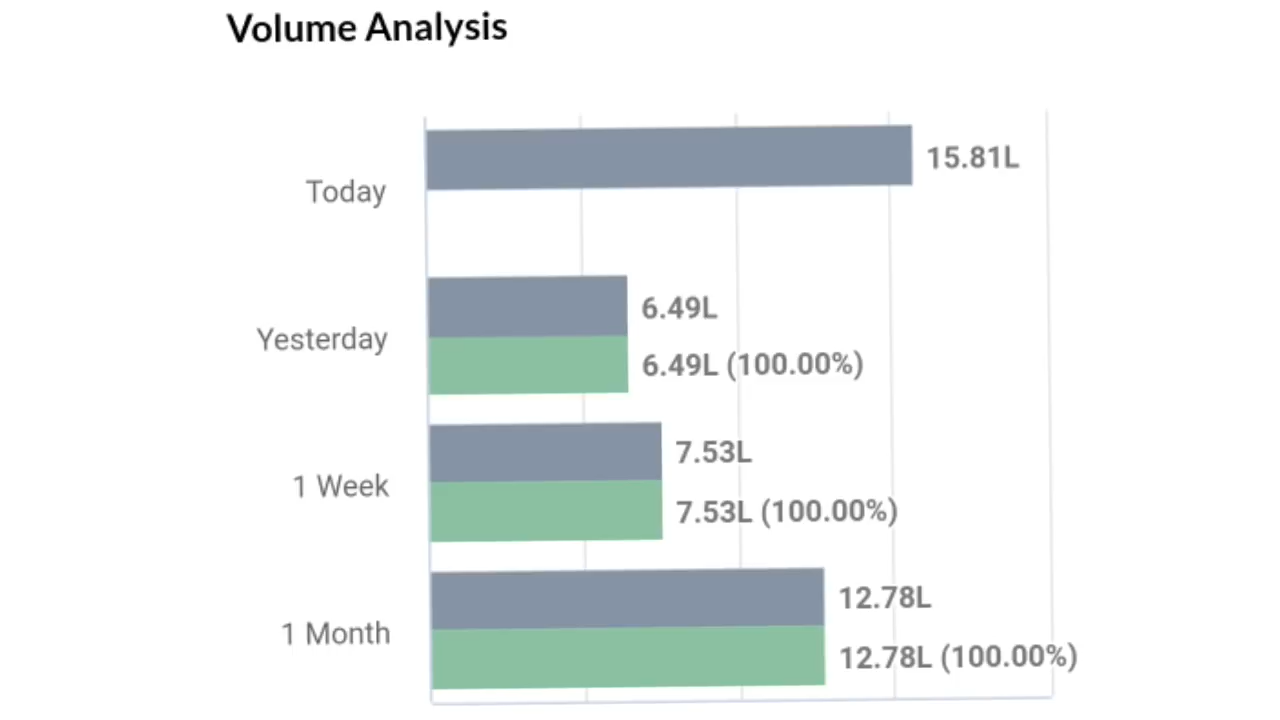 Volume Analysis
Today
15.81L
Yesterday
6.49L
6.49L (100.00%)
1 Week
7.53L
7.53L (100.00%)
1 Month
12.78L
12.78L (100.00%)